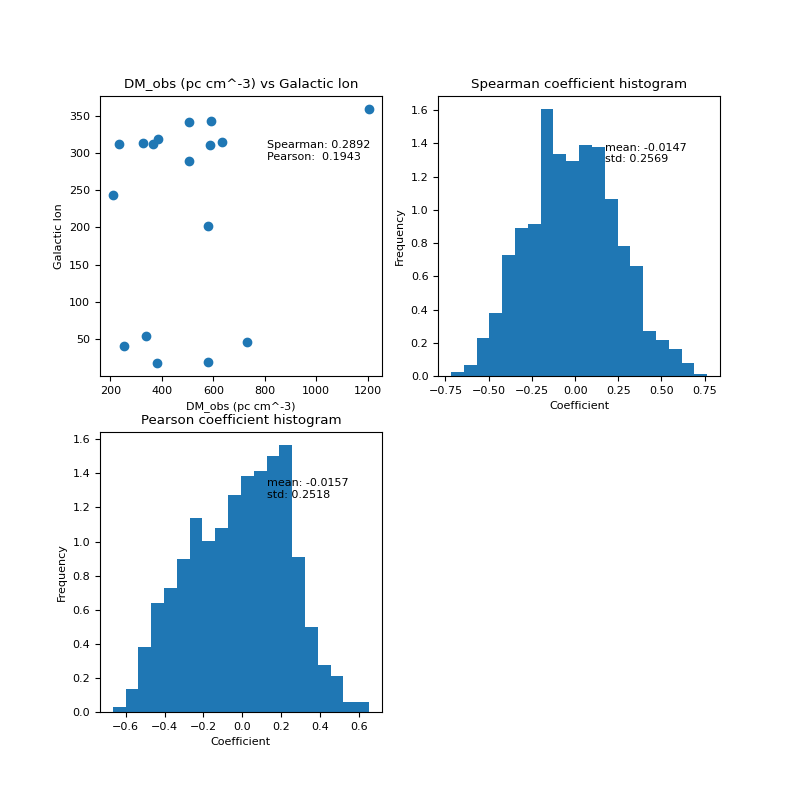 DM_obs (pc cm^-3) vs Galactic lon
350
300
250
200
150
100
50
Galactic lon
Spearman: 0.2892
Pearson: 0.1943
200 400 600 800 1000 1200
DM_obs (pc cm^-3)
Spearman coefficient histogram
1.6
1.4
1.2
1.0
0.8
0.6
0.4
0.2
0.0
Frequency
mean: -0.0147
std: 0.2569
−0.75 −0.50 −0.25 0.00 0.25 0.50 0.75
Coefficient
Pearson coefficient histogram
1.6
1.4
1.2
1.0
0.8
0.6
0.4
0.2
0.0
Frequency
mean: -0.0157
std: 0.2518
−0.6 −0.4 −0.2 0.0 0.2 0.4 0.6
Coefficient